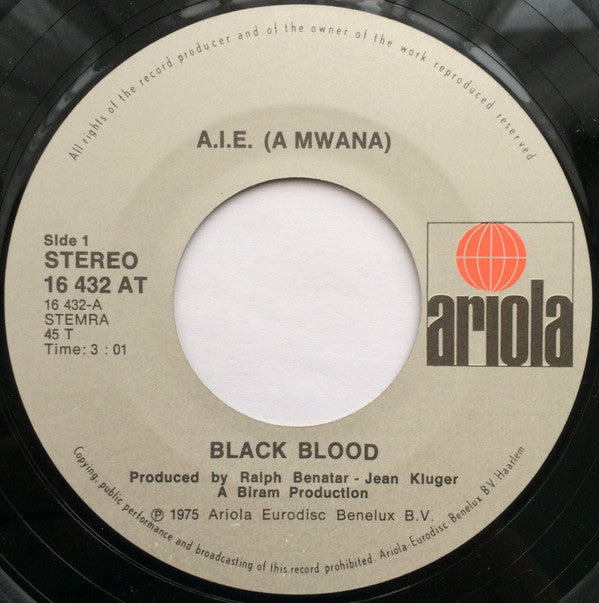 All rights of the record producer and of the owner of the work reproduced reserved
A.I.E. (A MWANA)
Side 1
STEREO
16 432 AT
16 432-A
STEMRA
45 T
Time: 3 : 01
ariola
BLACK BLOOD
Produced by Ralph Benatar - Jean Kluger
A Biram Production
Ⓟ 1975 Ariola Eurodisc Benelux B.V.
Copying, public performance and broadcasting of this record prohibited. Ariola-Eurodisc Benelux B.V. Haarlem